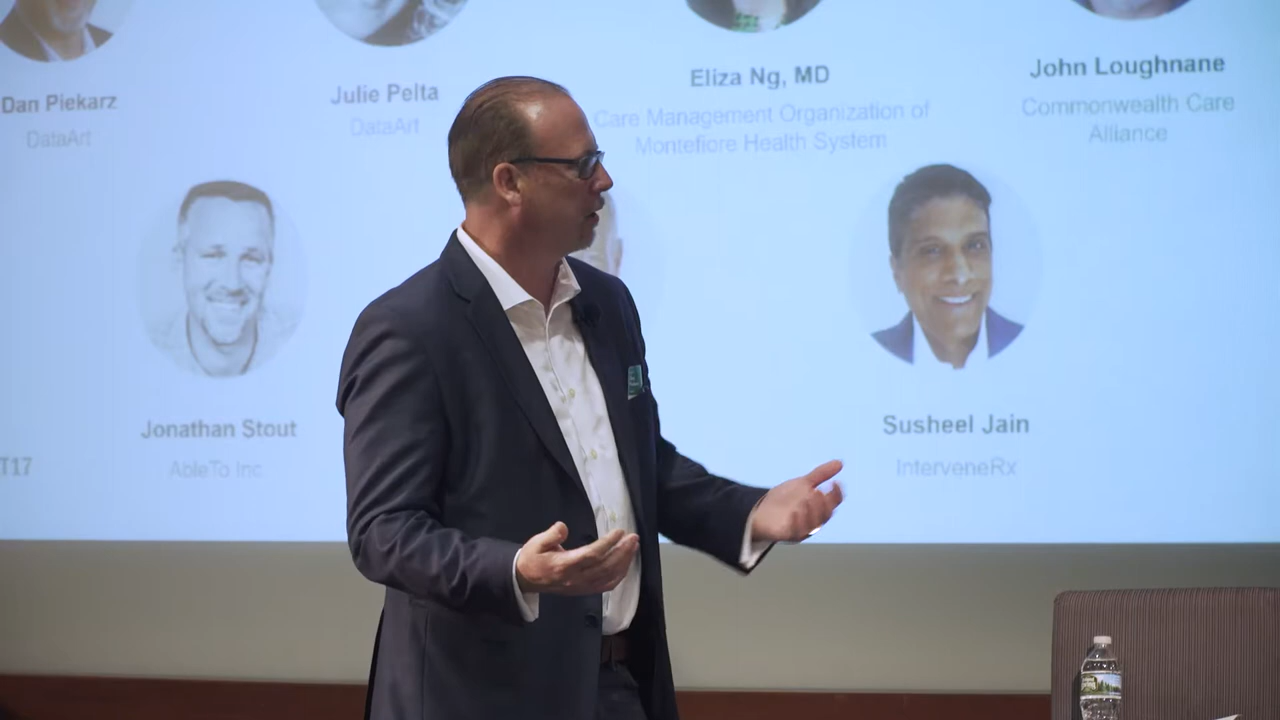 Dan Piekarz
DataArt
Julie Pelta
DataArt
Eliza Ng, MD
Care Management Organization of
Montefiore Health System
John Loughnane
Commonwealth Care
Alliance
Jonathan Stout
AbleTo Inc
Susheel Jain
InterveneRx
T17